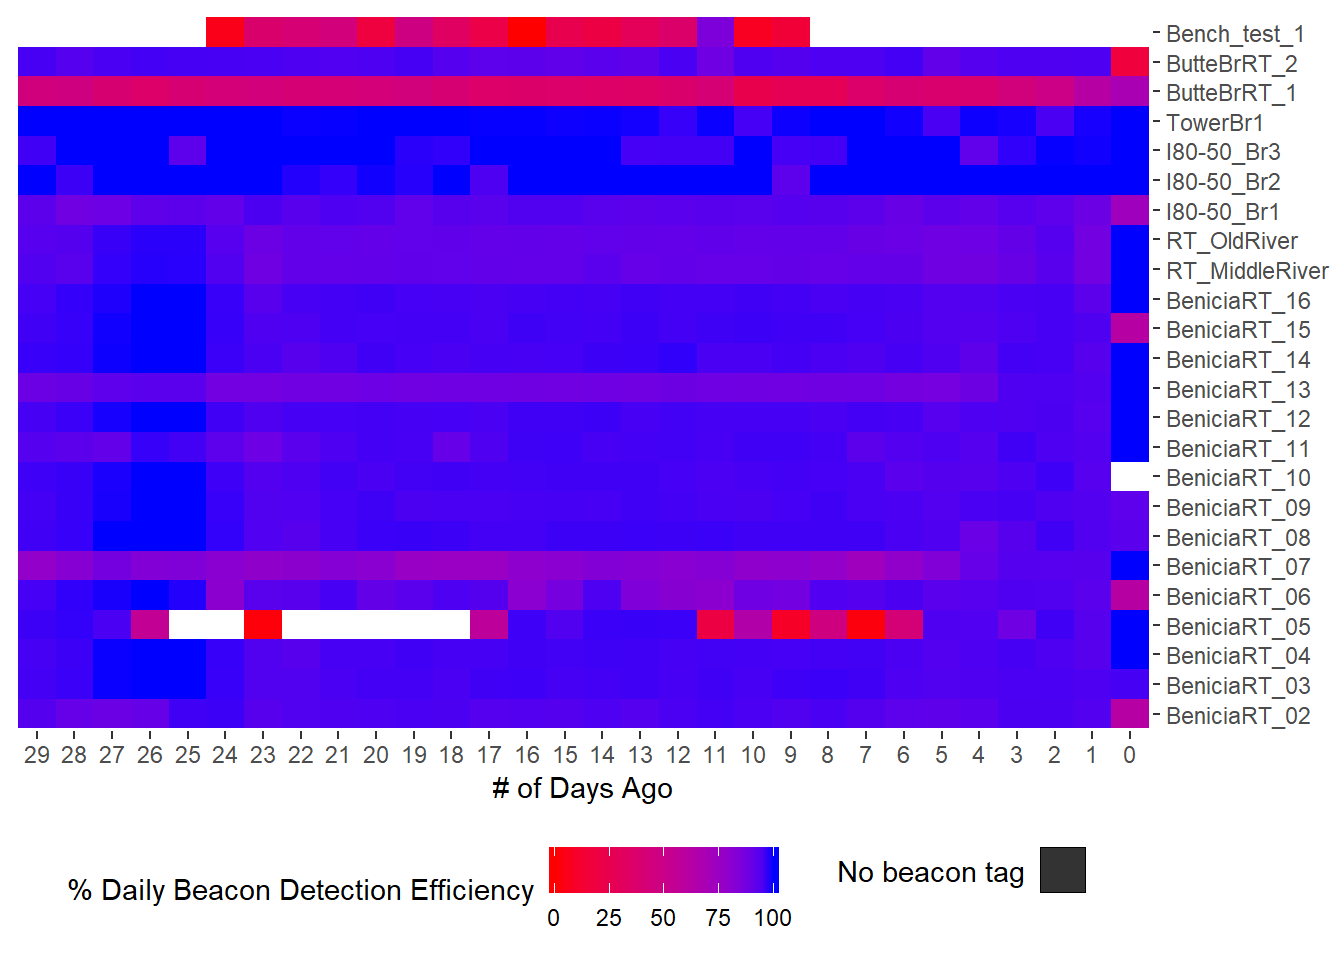 Bench_test_1
ButteBrRT_2
ButteBrRT_1
TowerBr1
I80-50_Br3
I80-50_Br2
I80-50_Br1
RT_OldRiver
RT_MiddleRiver
BeniciaRT_16
BeniciaRT_15
BeniciaRT_14
BeniciaRT_13
BeniciaRT_12
BeniciaRT_11
BeniciaRT_10
BeniciaRT_09
BeniciaRT_08
BeniciaRT_07
BeniciaRT_06
BeniciaRT_05
BeniciaRT_04
BeniciaRT_03
BeniciaRT_02
29 28 27 26 25 24 23 22 21 20 19 18 17 16 15 14 13 12 11 10 9 8 7 6 5 4 3 2 1 0
# of Days Ago
% Daily Beacon Detection Efficiency
0 25 50 75 100
No beacon tag